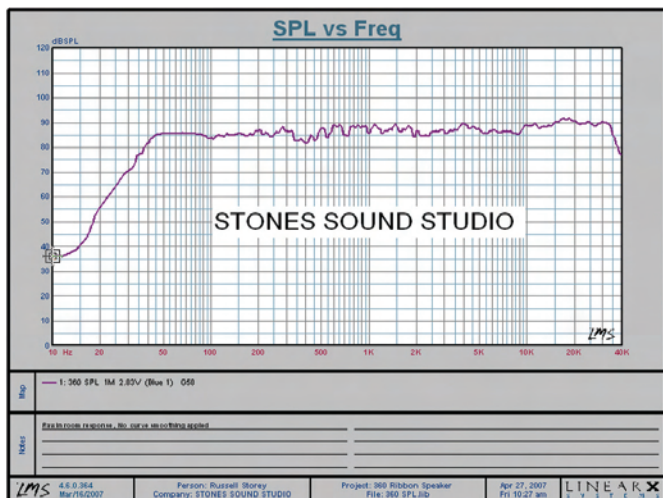 SPL vs Freq
dBSPL
120
110
100
90
80
70
60
50
40
30
20
10
0
STONES SOUND STUDIO
LMS
10 Hz 20 50 100 200 500 1K 2K 5K 10K 20K 40K
Map
1: 360 SPL 1M 2.83V (Blue 1) G50
Notes
Raw in room response, No curve smoothing applied
LMS
4.6.0.364
Mar/16/2007
Person: Russell Storey
Company: STONES SOUND STUDIO
Project: 360 Ribbon Speaker
File: 360 SPL.lib
Apr 27, 2007
Fri 10:27 am
LINEARX
SYSTEMS